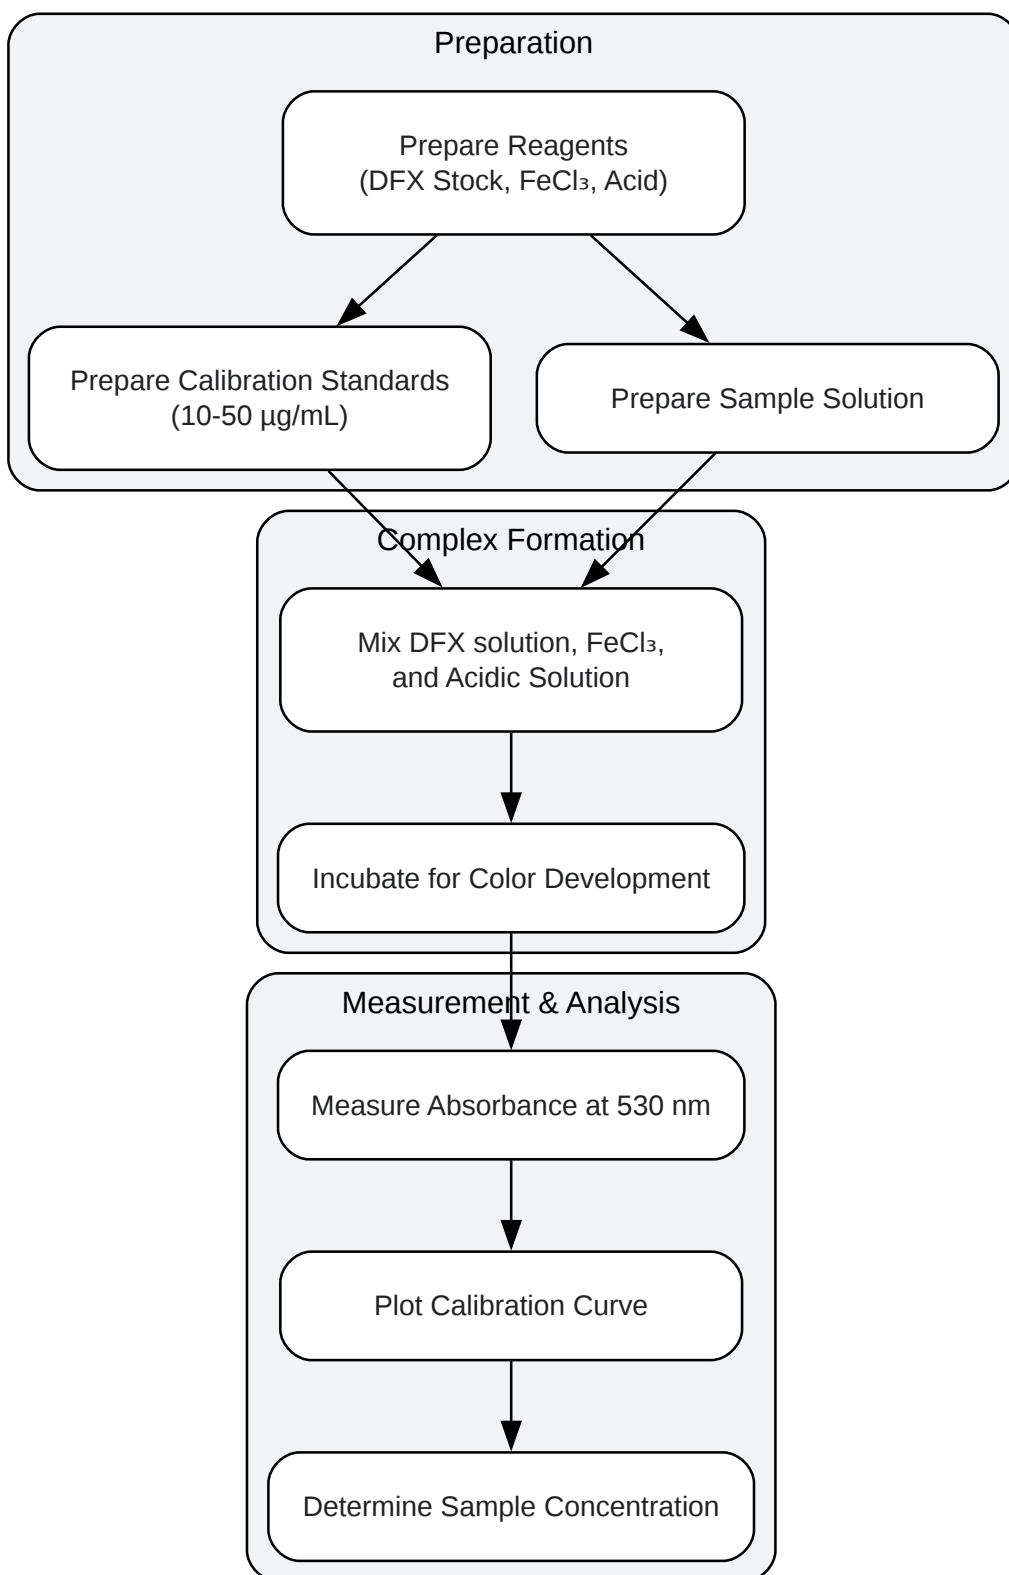 Preparation
Prepare Reagents
(DFX Stock, FeCl₃, Acid)
Prepare Calibration Standards
(10-50 µg/mL)
Prepare Sample Solution
Complex Formation
Mix DFX solution, FeCl₃,
and Acidic Solution
Incubate for Color Development
Measurement & Analysis
Measure Absorbance at 530 nm
Plot Calibration Curve
Determine Sample Concentration